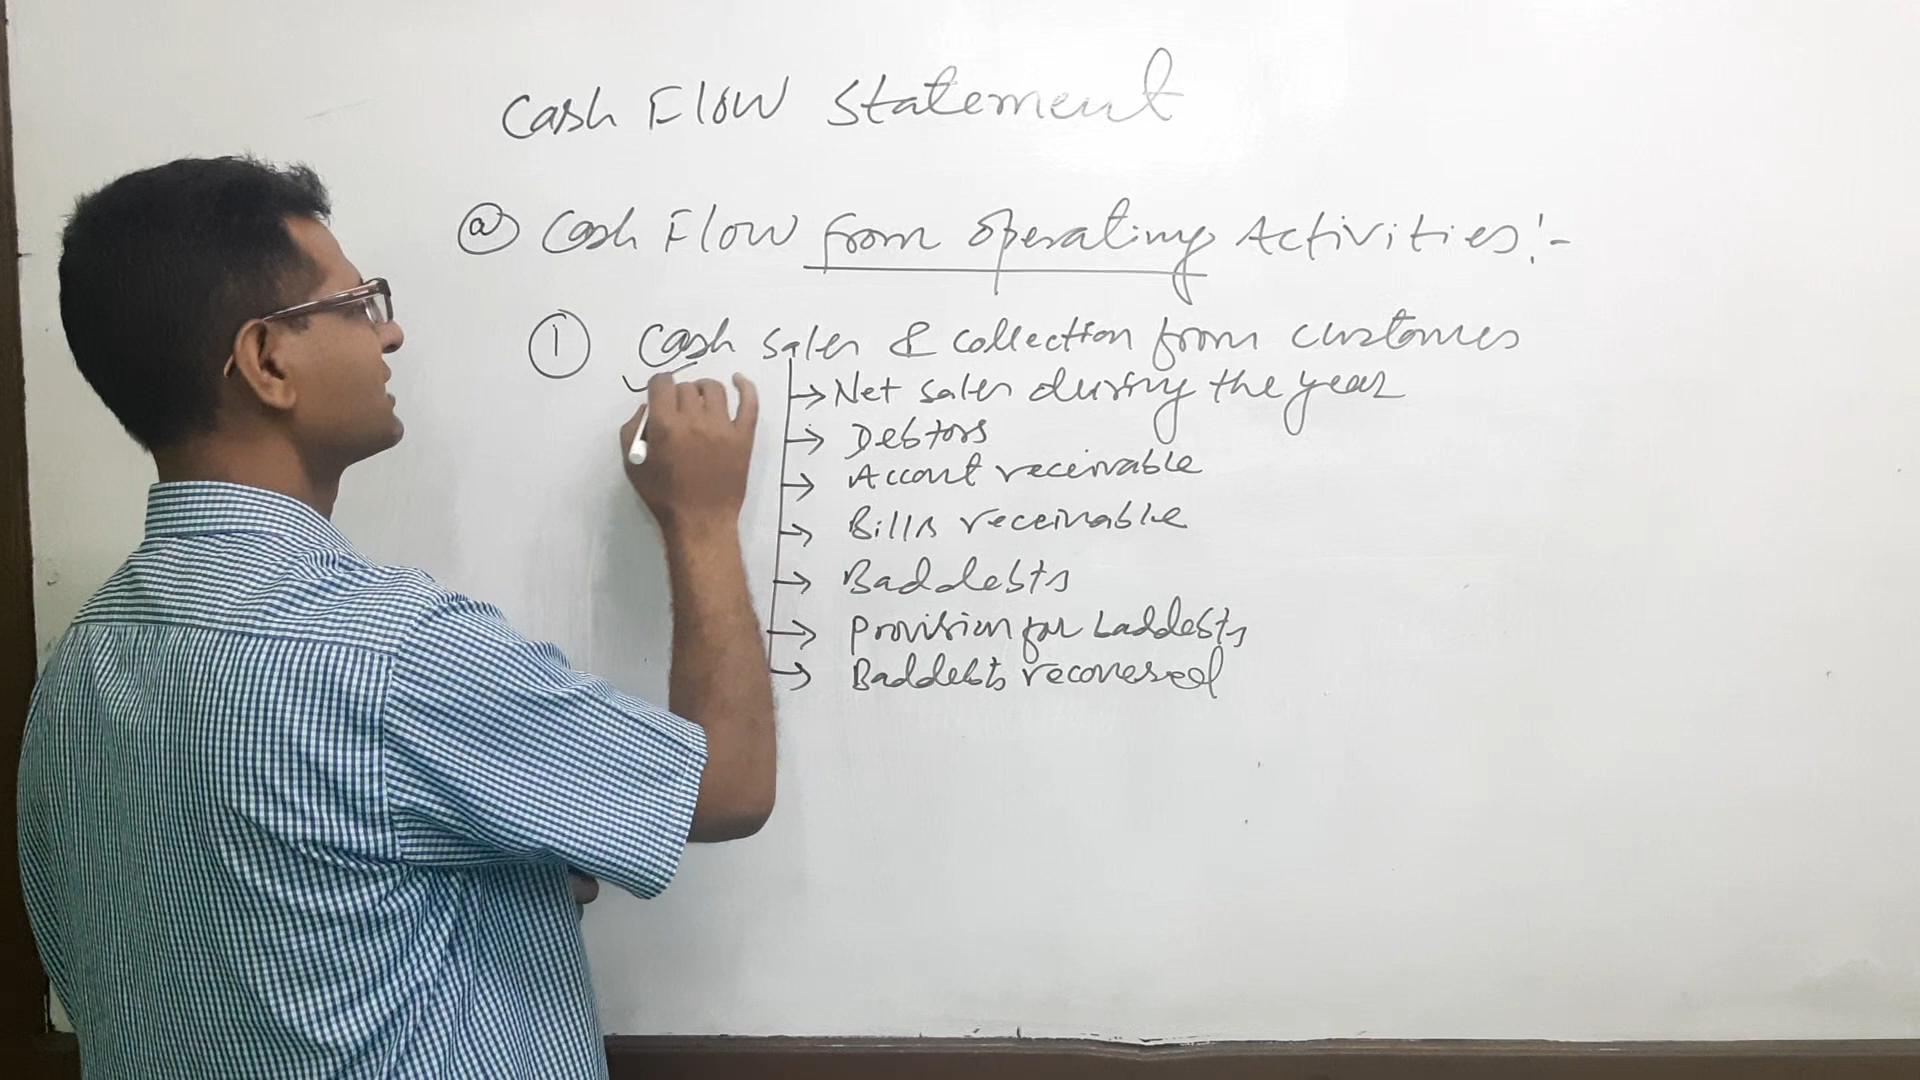 Cash Flow Statement
ⓐ Cash Flow from operating Activities:-
① Cash sales & collection from customers
→ Net sales during the year
→ Debtors
→ Account receivable
→ Bills receivable
→ Baddebts
→ Provision for baddebts
→ Baddebts recovered